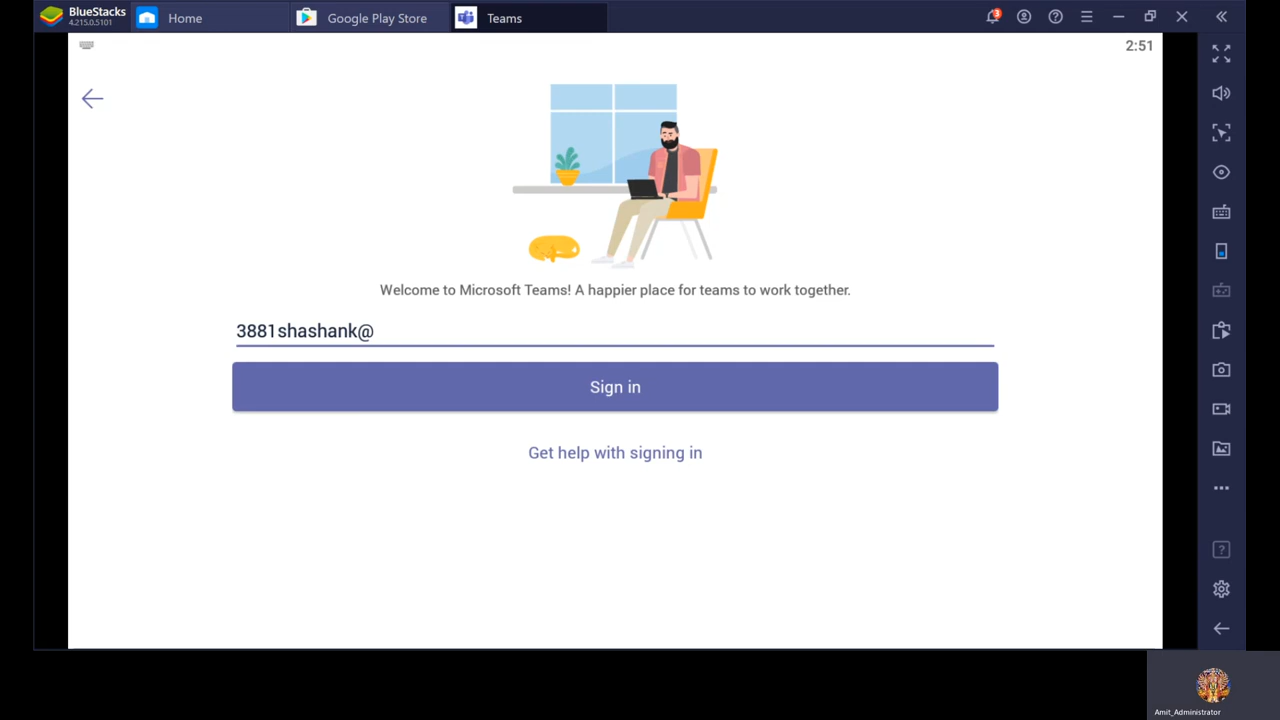 BlueStacks
4.215.0.5101
Home
Google Play Store
Teams
3
2:51
Welcome to Microsoft Teams! A happier place for teams to work together.
3881shashank@
Sign in
Get help with signing in
Amit_Administrator